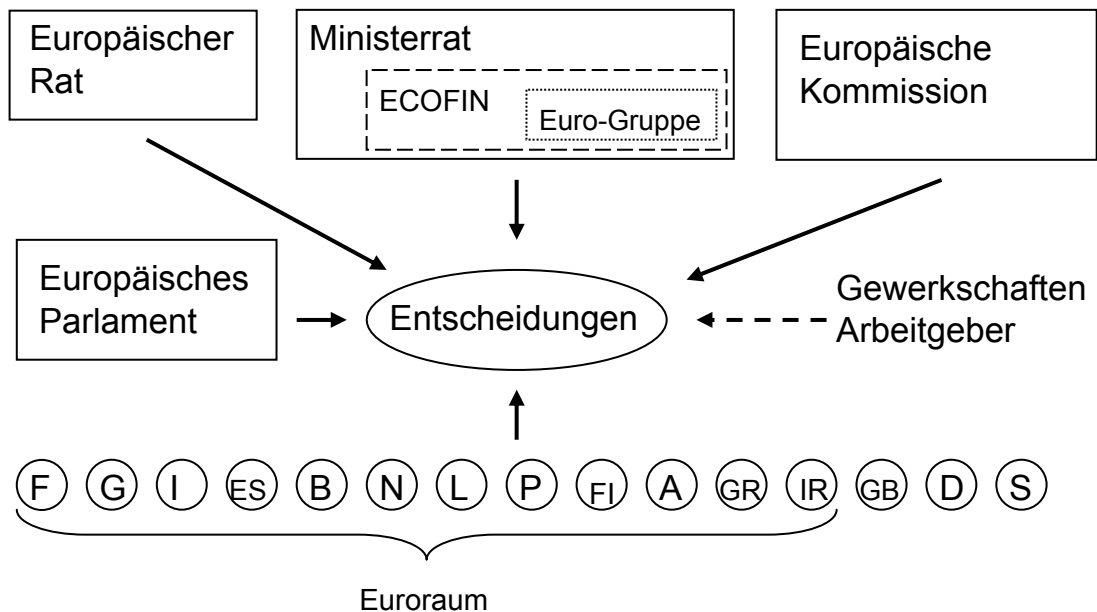 Europäischer
Rat
Ministerrat
ECOFIN
Euro-Gruppe
Europäische
Kommission
Europäisches
Parlament
Entscheidungen
Gewerkschaften
Arbeitgeber
F G I ES B N L P FI A GR IR GB D S
Euroraum